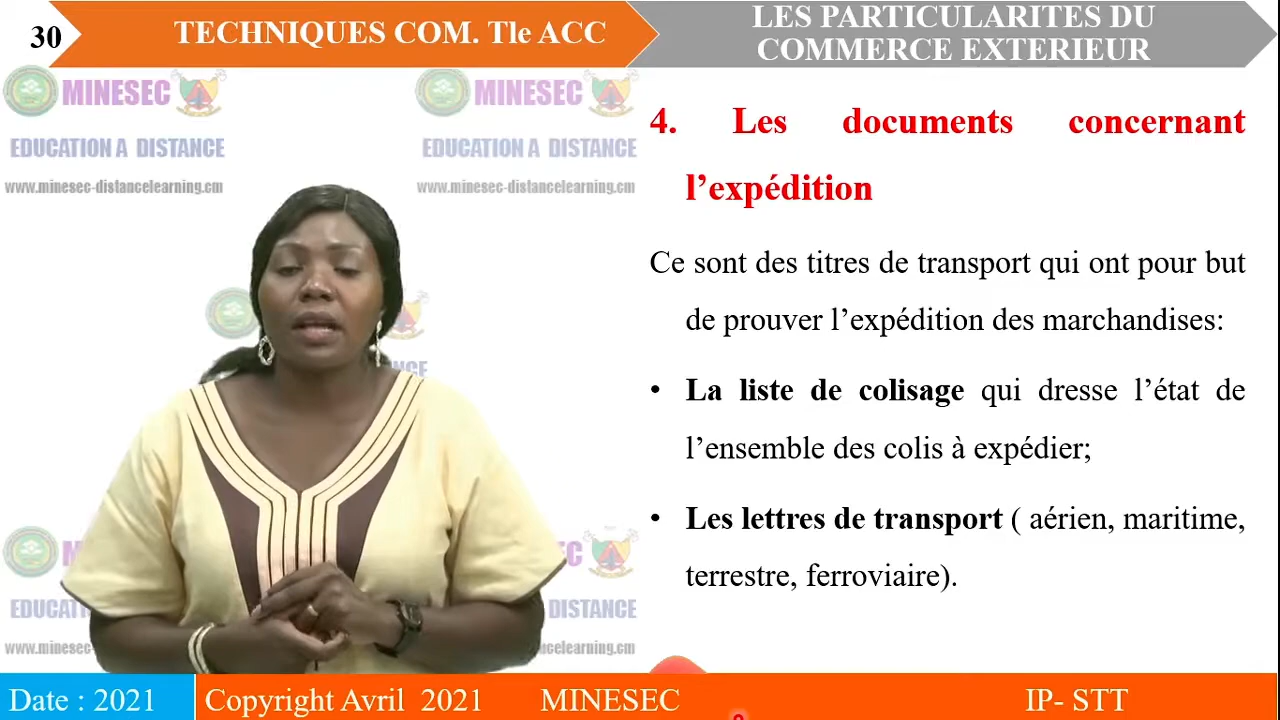 30
TECHNIQUES COM. Tle ACC
LES PARTICULARITES DU
COMMERCE EXTERIEUR
MINESEC
EDUCATION A DISTANCE
www.minesec-distancelearning.cm
MINESEC
EDUCATION A DISTANCE
www.minesec-distancelearning.cm
4. Les documents concernant
l’expédition
Ce sont des titres de transport qui ont pour but
de prouver l’expédition des marchandises:
• La liste de colisage qui dresse l’état de
l’ensemble des colis à expédier;
• Les lettres de transport ( aérien, maritime,
terrestre, ferroviaire).
DISTANCE
Date : 2021
Copyright Avril 2021
MINESEC
IP- STT